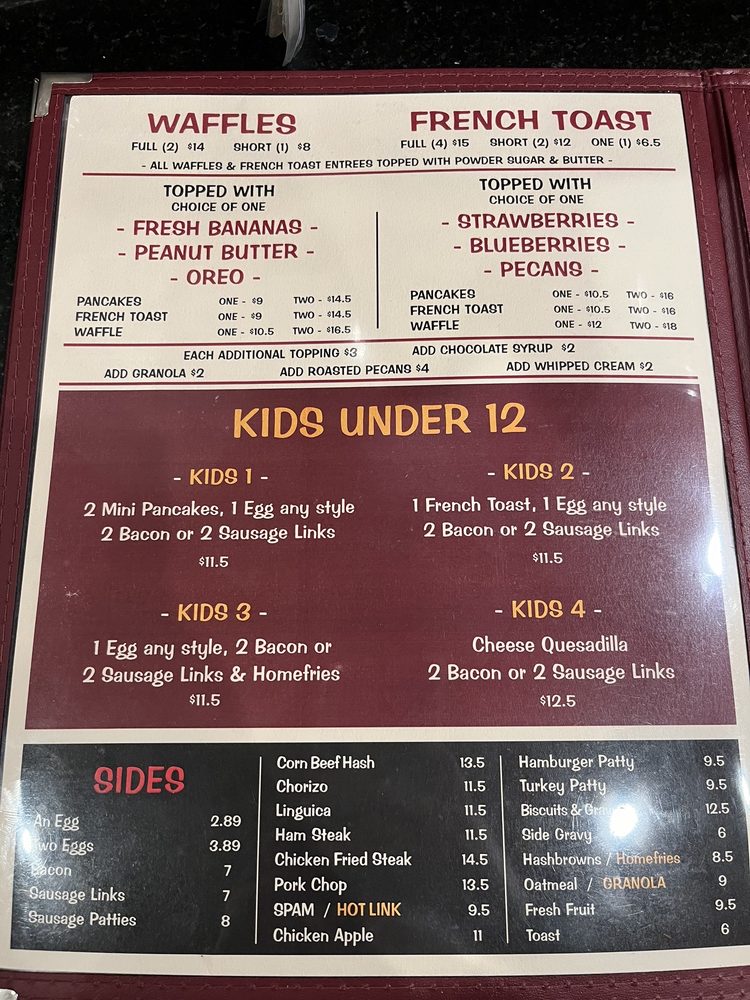 WAFFLES
FULL (2) $14 SHORT (1) $8
FRENCH TOAST
FULL (4) $15 SHORT (2) $12 ONE (1) $6.5
- ALL WAFFLES & FRENCH TOAST ENTREES TOPPED WITH POWDER SUGAR & BUTTER -
TOPPED WITH
CHOICE OF ONE
- FRESH BANANAS -
- PEANUT BUTTER -
- OREO -
PANCAKES ONE - $9 TWO - $14.5
FRENCH TOAST ONE - $9 TWO - $14.5
WAFFLE ONE - $10.5 TWO - $16.5
TOPPED WITH
CHOICE OF ONE
- STRAWBERRIES -
- BLUEBERRIES -
- PECANS -
PANCAKES ONE - $10.5 TWO - $16
FRENCH TOAST ONE - $10.5 TWO - $16
WAFFLE ONE - $12 TWO - $18
EACH ADDITIONAL TOPPING $3 ADD CHOCOLATE SYRUP $2
ADD GRANOLA $2 ADD ROASTED PECANS $4 ADD WHIPPED CREAM $2
KIDS UNDER 12
- KIDS 1 -
2 Mini Pancakes, 1 Egg any style
2 Bacon or 2 Sausage Links
$11.5
- KIDS 2 -
1 French Toast, 1 Egg any style
2 Bacon or 2 Sausage Links
$11.5
- KIDS 3 -
1 Egg any style, 2 Bacon or
2 Sausage Links & Homefries
$11.5
- KIDS 4 -
Cheese Quesadilla
2 Bacon or 2 Sausage Links
$12.5
SIDES
An Egg 2.89
Two Eggs 3.89
Bacon 7
Sausage Links 7
Sausage Patties 8
Corn Beef Hash 13.5
Chorizo 11.5
Linguica 11.5
Ham Steak 11.5
Chicken Fried Steak 14.5
Pork Chop 13.5
SPAM / HOT LINK 9.5
Chicken Apple 11
Hamburger Patty 9.5
Turkey Patty 9.5
Biscuits & Gravy 12.5
Side Gravy 6
Hashbrowns / Homefries 8.5
Oatmeal / GRANOLA 9
Fresh Fruit 9.5
Toast 6